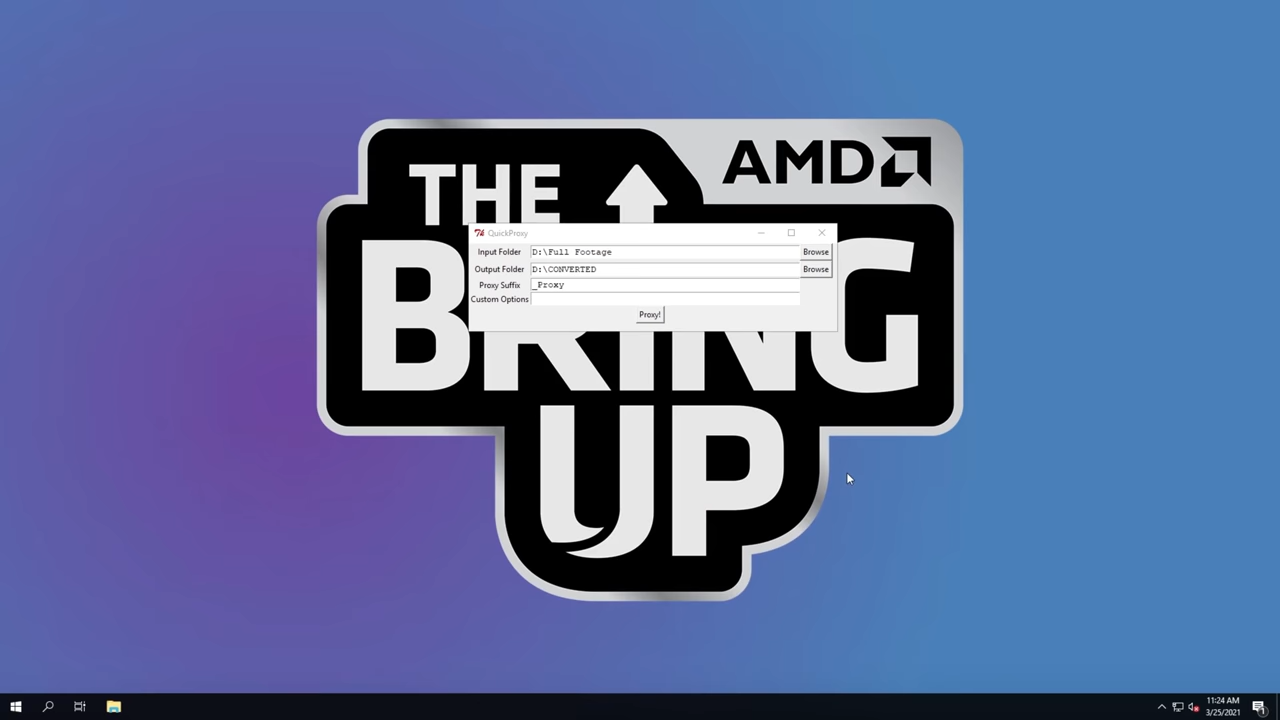 THE
AMD
BRING
UP
QuickProxy
Input Folder D:\Full Footage Browse
Output Folder D:\CONVERTED Browse
Proxy Suffix _Proxy
Custom Options
Proxy!
11:24 AM
3/25/2021
1